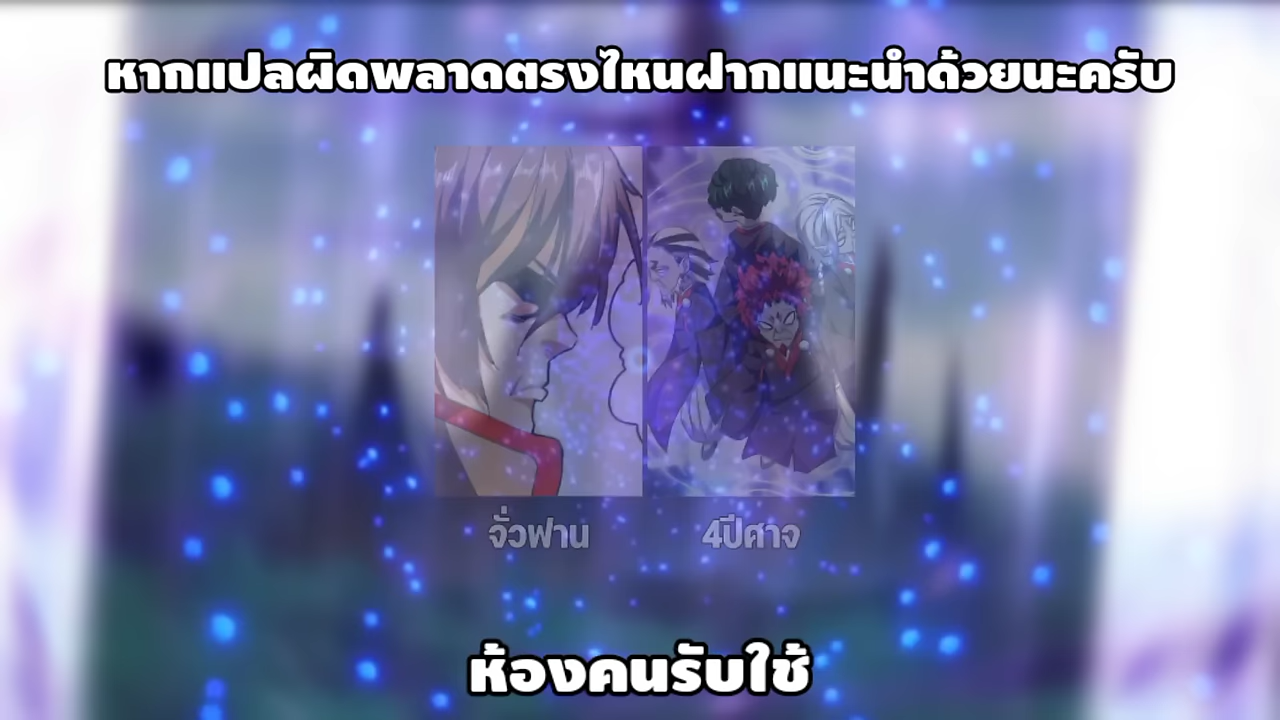 หากแปลผิดพลาดตรงไหนฝากแนะนำด้วยนะครับ
จั่วฟาน
4ปีศาจ
ห้องคนรับใช้